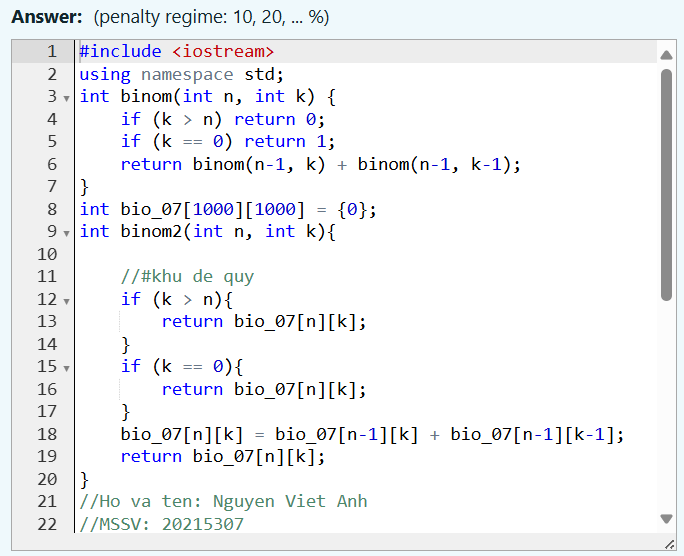 Answer: (penalty regime: 10, 20, ... %)
1 #include <iostream>
2 using namespace std;
3 int binom(int n, int k) {
4     if (k > n) return 0;
5     if (k == 0) return 1;
6     return binom(n-1, k) + binom(n-1, k-1);
7 }
8 int bio_07[1000][1000] = {0};
9 int binom2(int n, int k){
10
11     //#khu de quy
12     if (k > n){
13         return bio_07[n][k];
14     }
15     if (k == 0){
16         return bio_07[n][k];
17     }
18     bio_07[n][k] = bio_07[n-1][k] + bio_07[n-1][k-1];
19     return bio_07[n][k];
20 }
21 //Ho va ten: Nguyen Viet Anh
22 //MSSV: 20215307